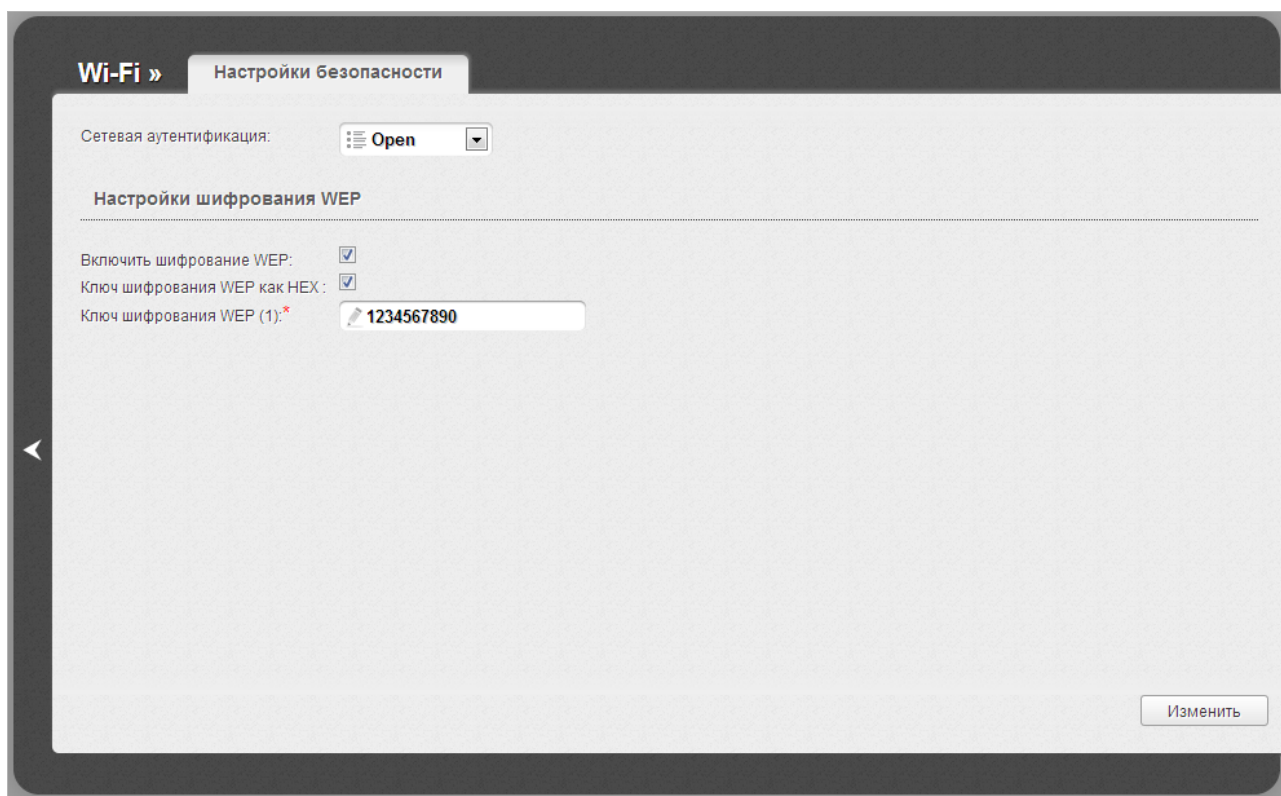 Wi-Fi » Настройки безопасности
Сетевая аутентификация: Open
Настройки шифрования WEP
Включить шифрование WEP:
Ключ шифрования WEP как HEX :
Ключ шифрования WEP (1):* 1234567890
Изменить